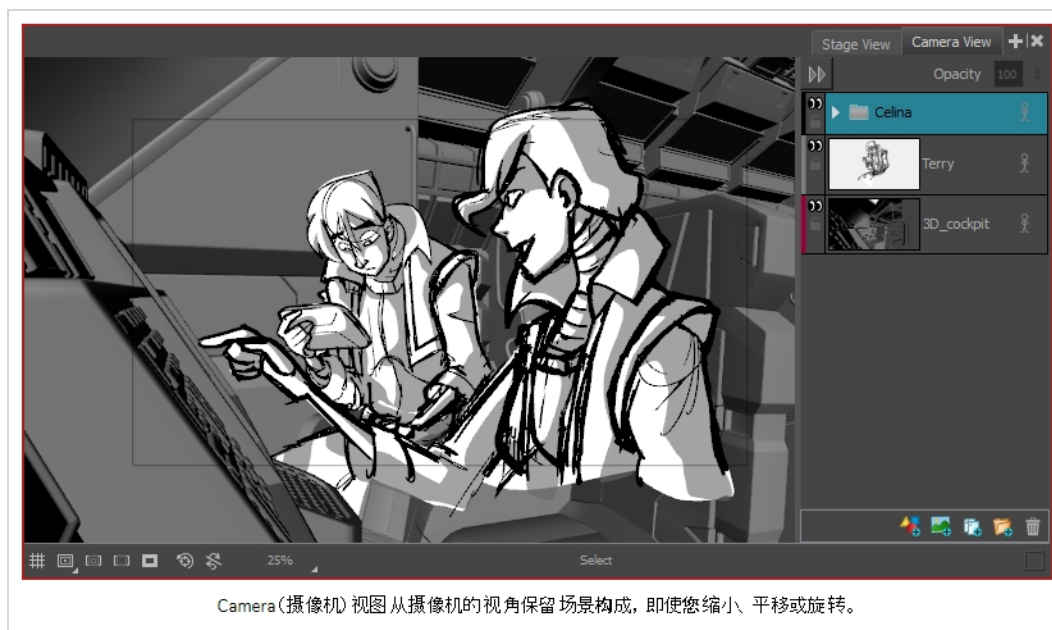 Stage View
Camera View
Opacity 100
Celina
Terry
3D_cockpit
25%
Select
Camera(摄像机)视图从摄像机的视角保留场景构成, 即使您缩小、平移或旋转。